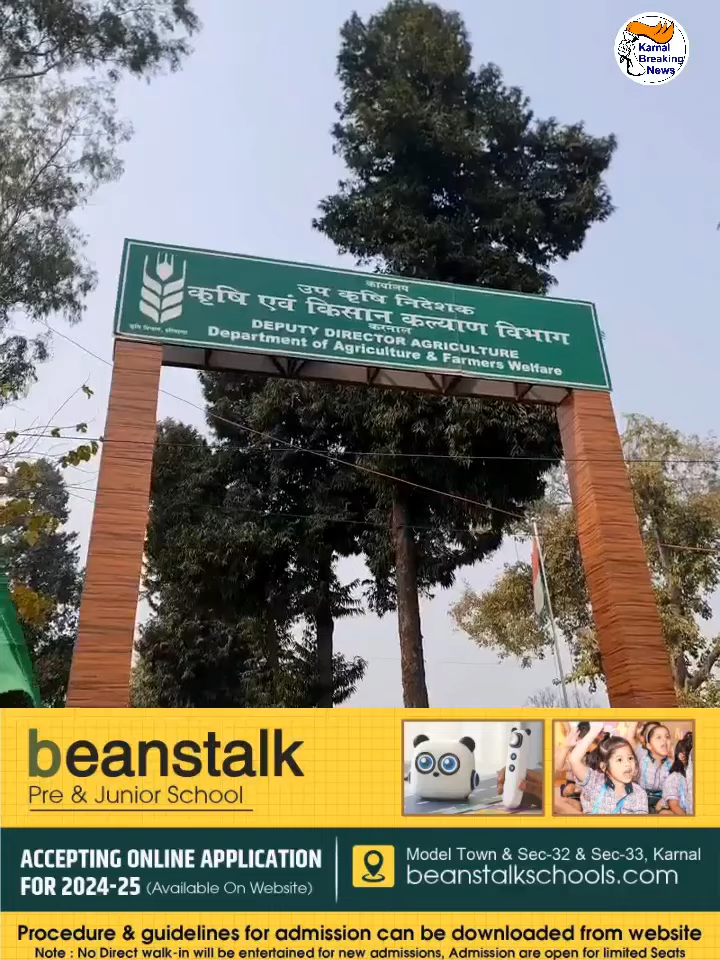 Karnal
Breaking
News
कार्यालय
उप कृषि निदेशक
कृषि एवं किसान कल्याण विभाग
करनाल
DEPUTY DIRECTOR AGRICULTURE
Department of Agriculture & Farmers Welfare
कृषि विभाग, हरियाणा
beanstalk
Pre & Junior School
ACCEPTING ONLINE APPLICATION
FOR 2024-25 (Available On Website)
Model Town & Sec-32 & Sec-33, Karnal
beanstalkschools.com
Procedure & guidelines for admission can be downloaded from website
Note : No Direct walk-in will be entertained for new admissions, Admission are open for limited Seats